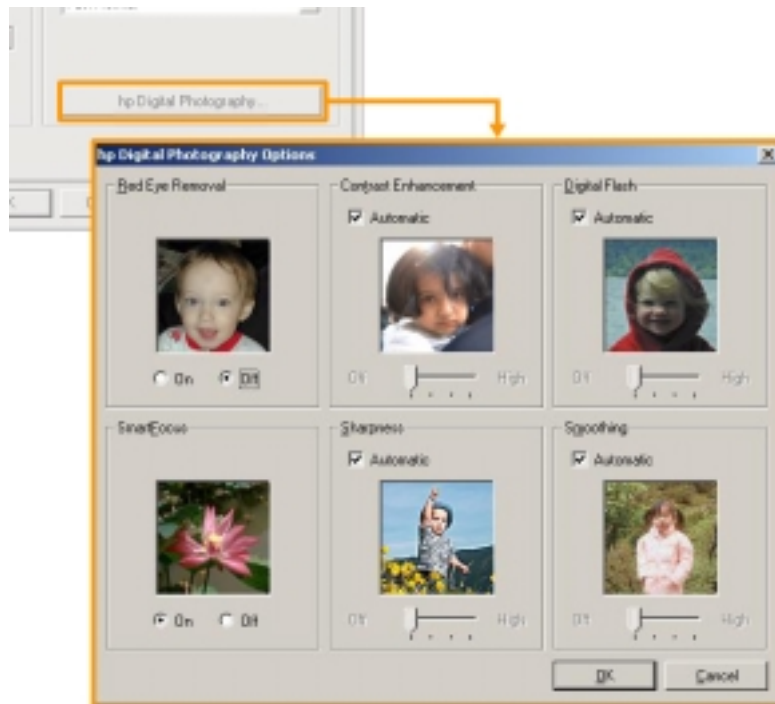 hp Digital Photography...
hp Digital Photography Options
Red Eye Removal
Contrast Enhancement
Digital Flash
Automatic
Automatic
On Off
Off High
Off High
SmartFocus
Sharpness
Smoothing
Automatic
Automatic
On Off
Off High
Off High
OK Cancel